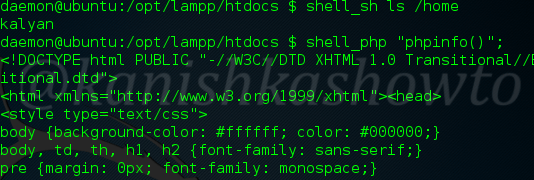 daemon@ubuntu:/opt/lampp/htdocs $ shell_sh ls /home
kalyan
daemon@ubuntu:/opt/lampp/htdocs $ shell_php "phpinfo()";
<!DOCTYPE html PUBLIC "-//W3C//DTD XHTML 1.0 Transitional//E
itional.dtd">
<html xmlns="http://www.w3.org/1999/xhtml"><head>
<style type="text/css">
body {background-color: #ffffff; color: #000000;}
body, td, th, h1, h2 {font-family: sans-serif;}
pre {margin: 0px; font-family: monospace;}
@kanishkashowto